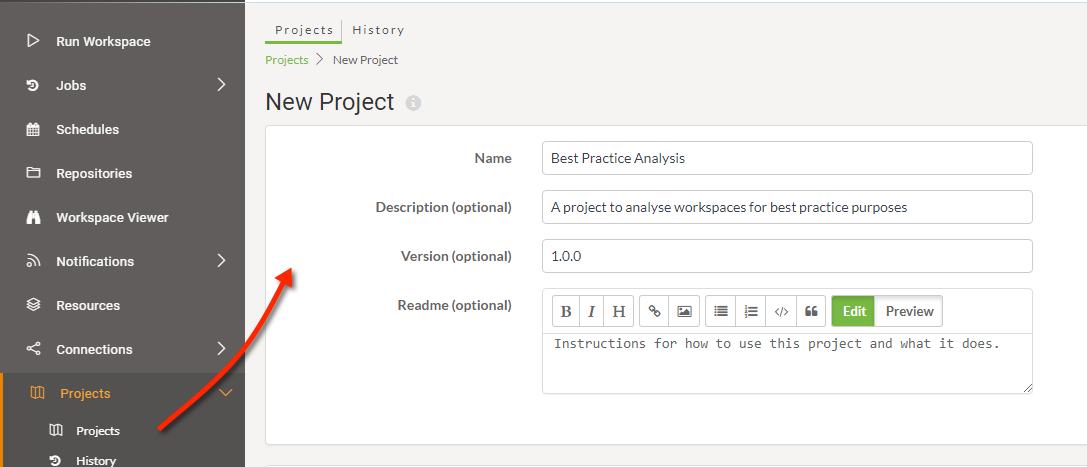 Run Workspace
Jobs
Schedules
Repositories
Workspace Viewer
Notifications
Resources
Connections
Projects
Projects
History
Projects History
Projects New Project
New Project
Name Best Practice Analysis
Description (optional) A project to analyse workspaces for best practice purposes
Version (optional) 1.0.0
Readme (optional) B I H Edit Preview
Instructions for how to use this project and what it does.